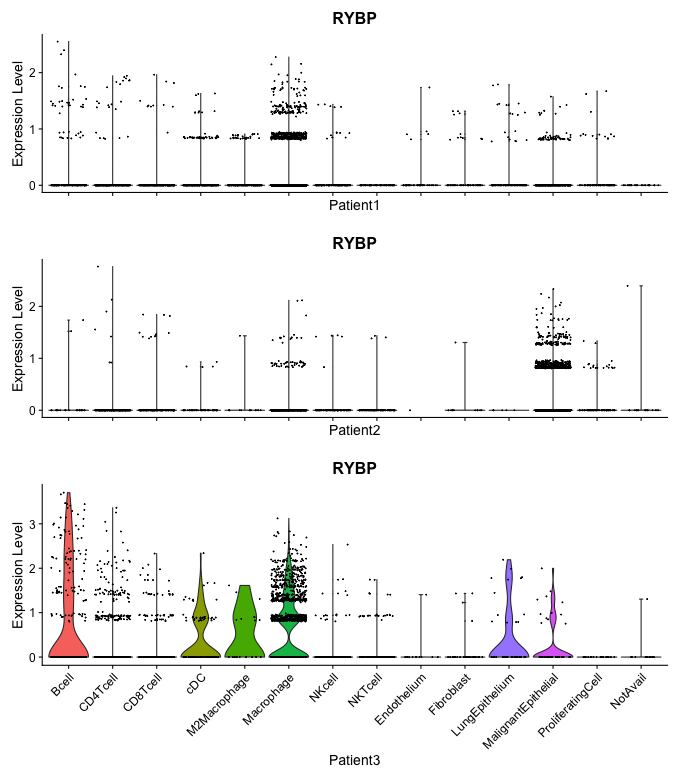 RYBP
Expression Level
2
1
0
Patient1
RYBP
Expression Level
2
1
0
Patient2
RYBP
Expression Level
3
2
1
0
Bcell
CD4Tcell
CD8Tcell
cDC
M2Macrophage
Macrophage
NKcell
NKTcell
Endothelium
Fibroblast
LungEpithelium
MalignantEpithelial
ProliferatingCell
NotAvail
Patient3